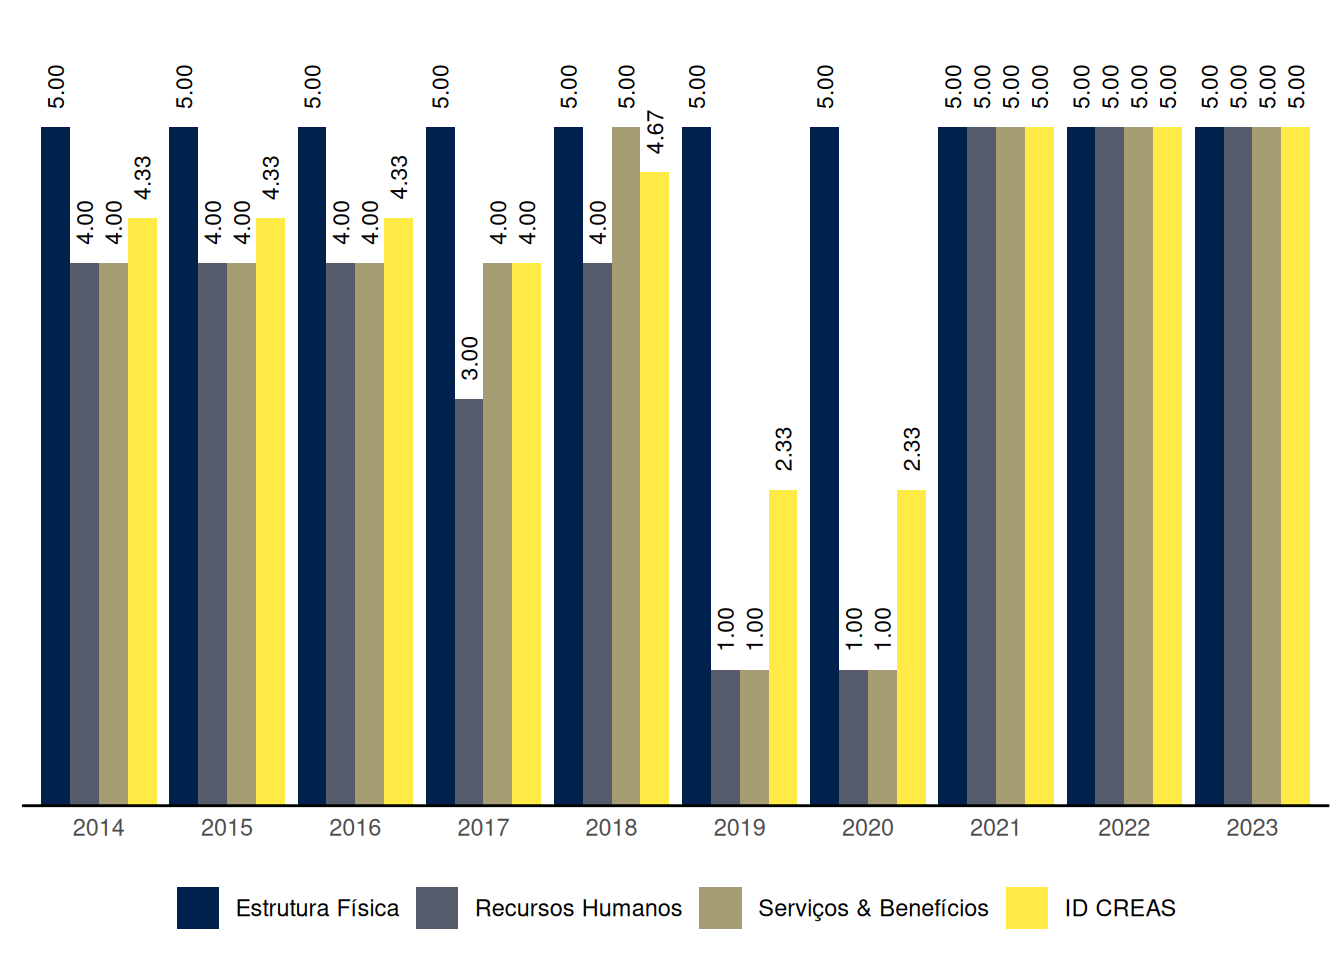 5.00 4.00 4.00 4.33 5.00 4.00 4.00 4.33 5.00 4.00 4.00 4.33 5.00 3.00 4.00 4.00 5.00 4.00 5.00 4.67 5.00 1.00 1.00 2.33 5.00 1.00 1.00 2.33 5.00 5.00 5.00 5.00 5.00 5.00 5.00 5.00 5.00 5.00 5.00 5.00
2014 2015 2016 2017 2018 2019 2020 2021 2022 2023
Estrutura Física Recursos Humanos Serviços & Benefícios ID CREAS